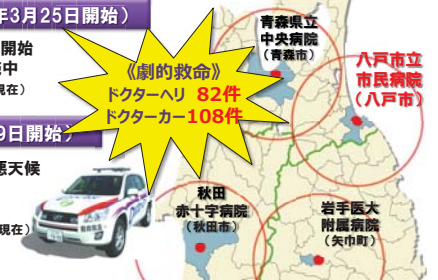 年3月25日開始）
開始
中
現在）
《劇的救命》
ドクターヘリ 82件
ドクターカー108件
9日開始）
悪天候
現在）
青森県立
中央病院
（青森市）
八戸市立
市民病院
（八戸市）
秋田
赤十字病院
（秋田市）
岩手医大
附属病院
（矢巾町）